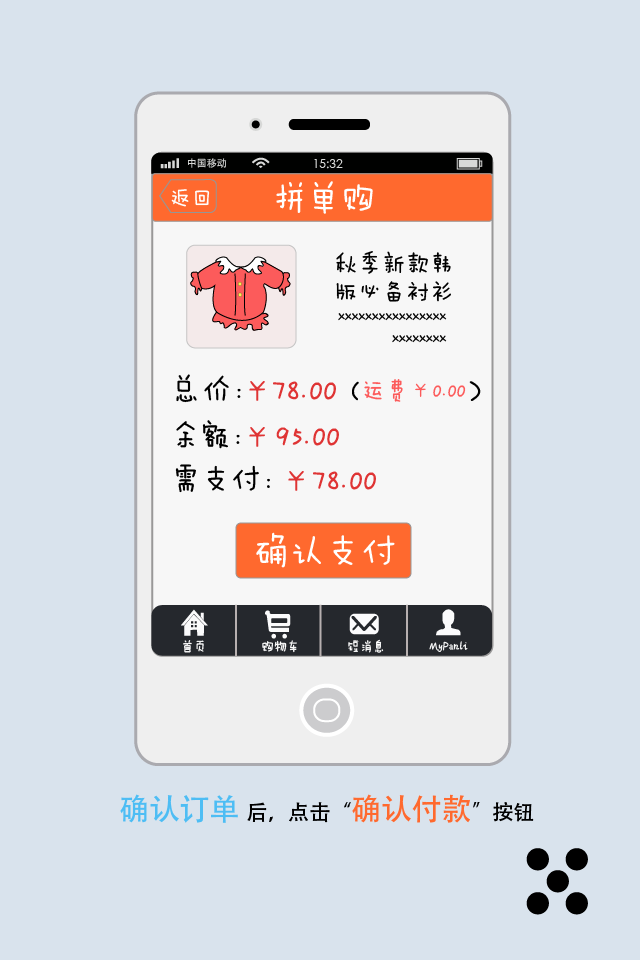 中国移动 15:32
返回 拼单购
秋季新款韩
版必备衬衫
xxxxxxxxxxxxxxxx
xxxxxxxx
总价:¥78.00 (运费 ¥0.00)
余额:¥95.00
需支付: ¥78.00
确认支付
首页 购物车 短消息 MyPanli
确认订单 后, 点击“确认付款”按钮